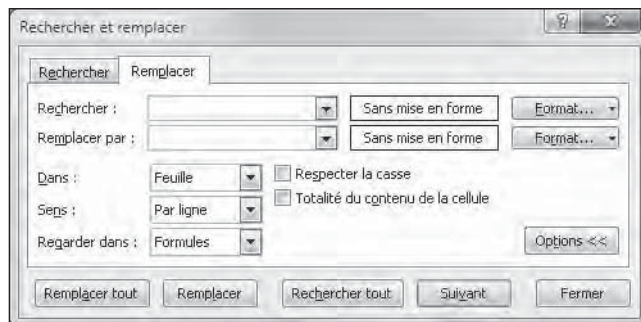 Rechercher et remplacer
Rechercher Remplacer
Rechercher : Sans mise en forme Format...
Remplacer par : Sans mise en forme Format...
Dans : Feuille Respecter la casse
Sens : Par ligne Totalité du contenu de la cellule
Regarder dans : Formules Options <<
Remplacer tout Remplacer Rechercher tout Suivant Fermer